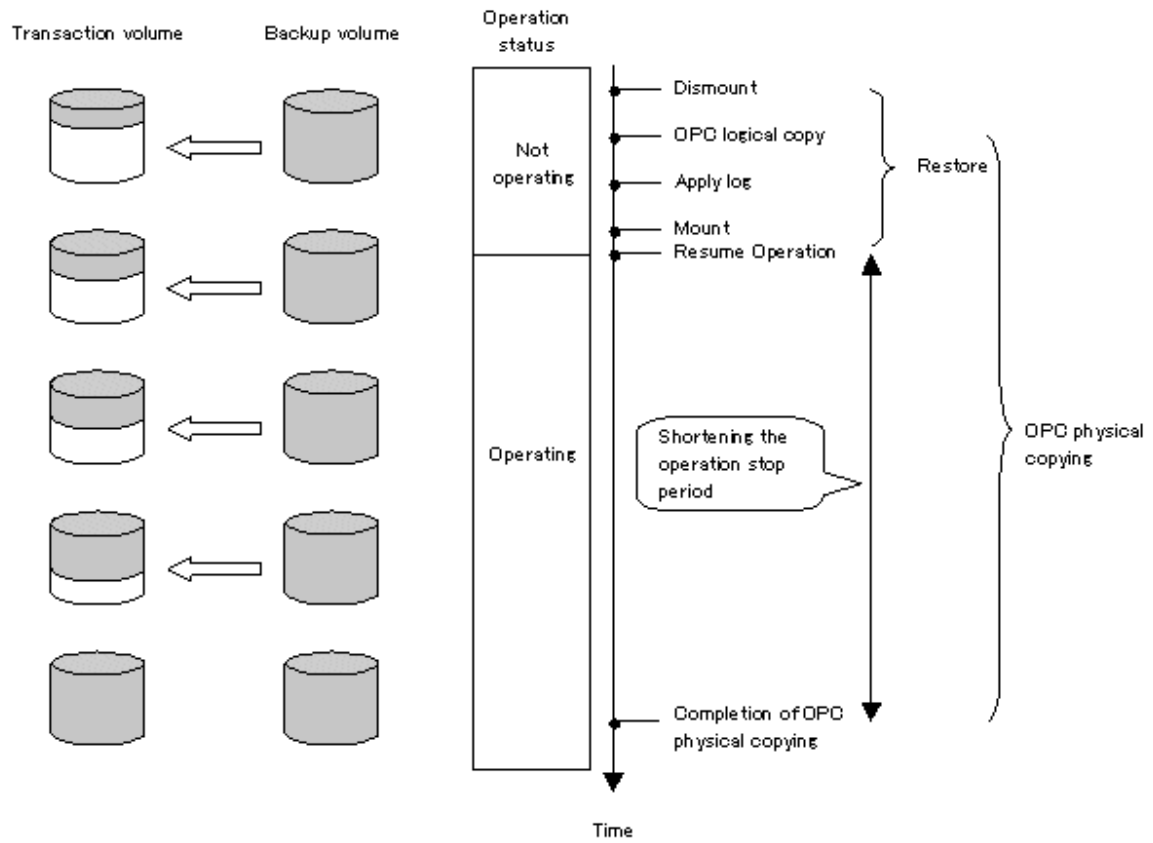 Transaction volume
Backup volume
Operation
status
Not
operating
Operating
Dismount
OPC logical copy
Apply log
Mount
Resume Operation
Restore
Shortening the
operation stop
period
OPC physical
copying
Completion of OPC
physical copying
Time